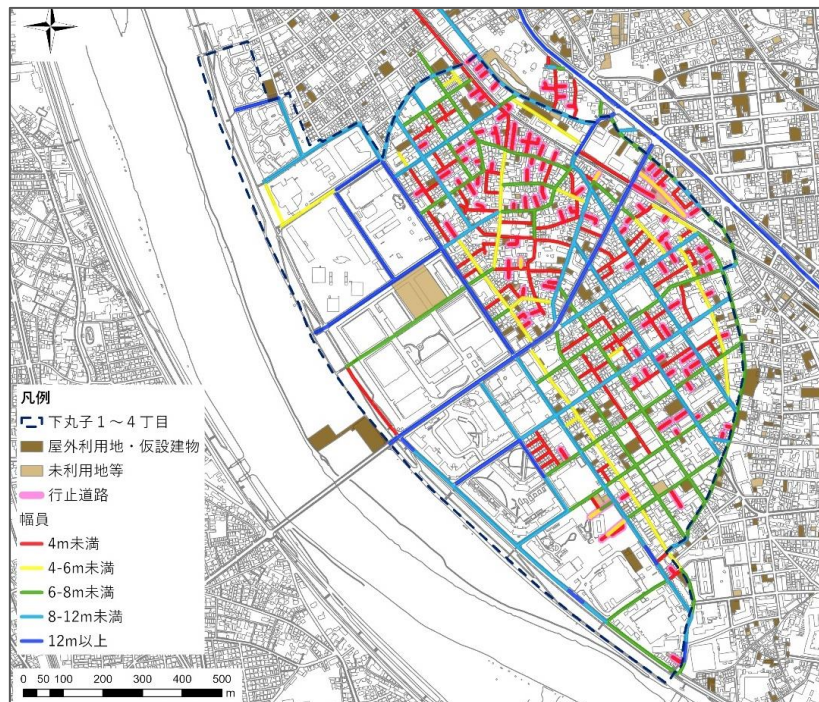 凡例
下丸子1~4丁目
屋外利用地・仮設建物
未利用地等
行止道路
幅員
4m未満
4-6m未満
6-8m未満
8-12m未満
12m以上
0 50 100 200 300 400 500
m